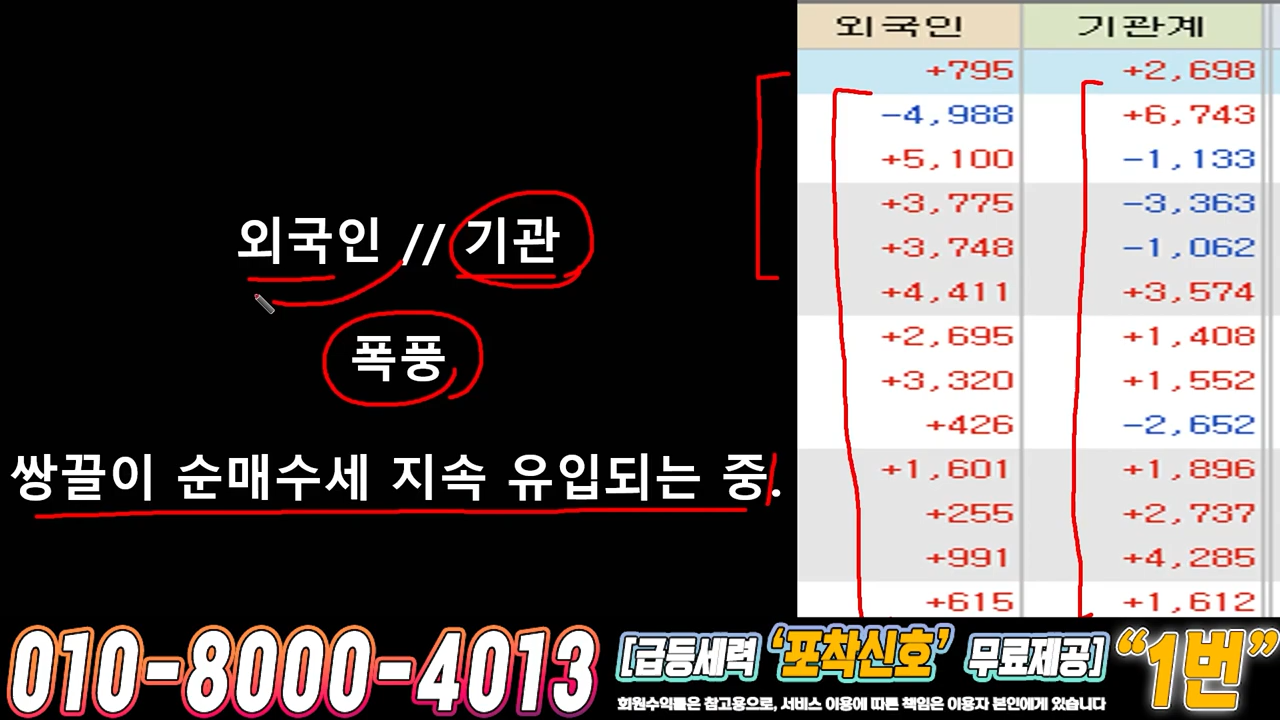 외국인 // 기관
폭풍
쌍끌이 순매수세 지속 유입되는 중.
외국인 기관계
+795 +2,698
-4,988 +6,743
+5,100 -1,133
+3,775 -3,363
+3,748 -1,062
+4,411 +3,574
+2,695 +1,408
+3,320 +1,552
+426 -2,652
+1,601 +1,896
+255 +2,737
+991 +4,285
+615 +1,612
010-8000-4013
[급등세력 '포착신호' 무료제공] "1번"
회원수익률은 참고용으로, 서비스 이용에 따른 책임은 이용자 본인에게 있습니다